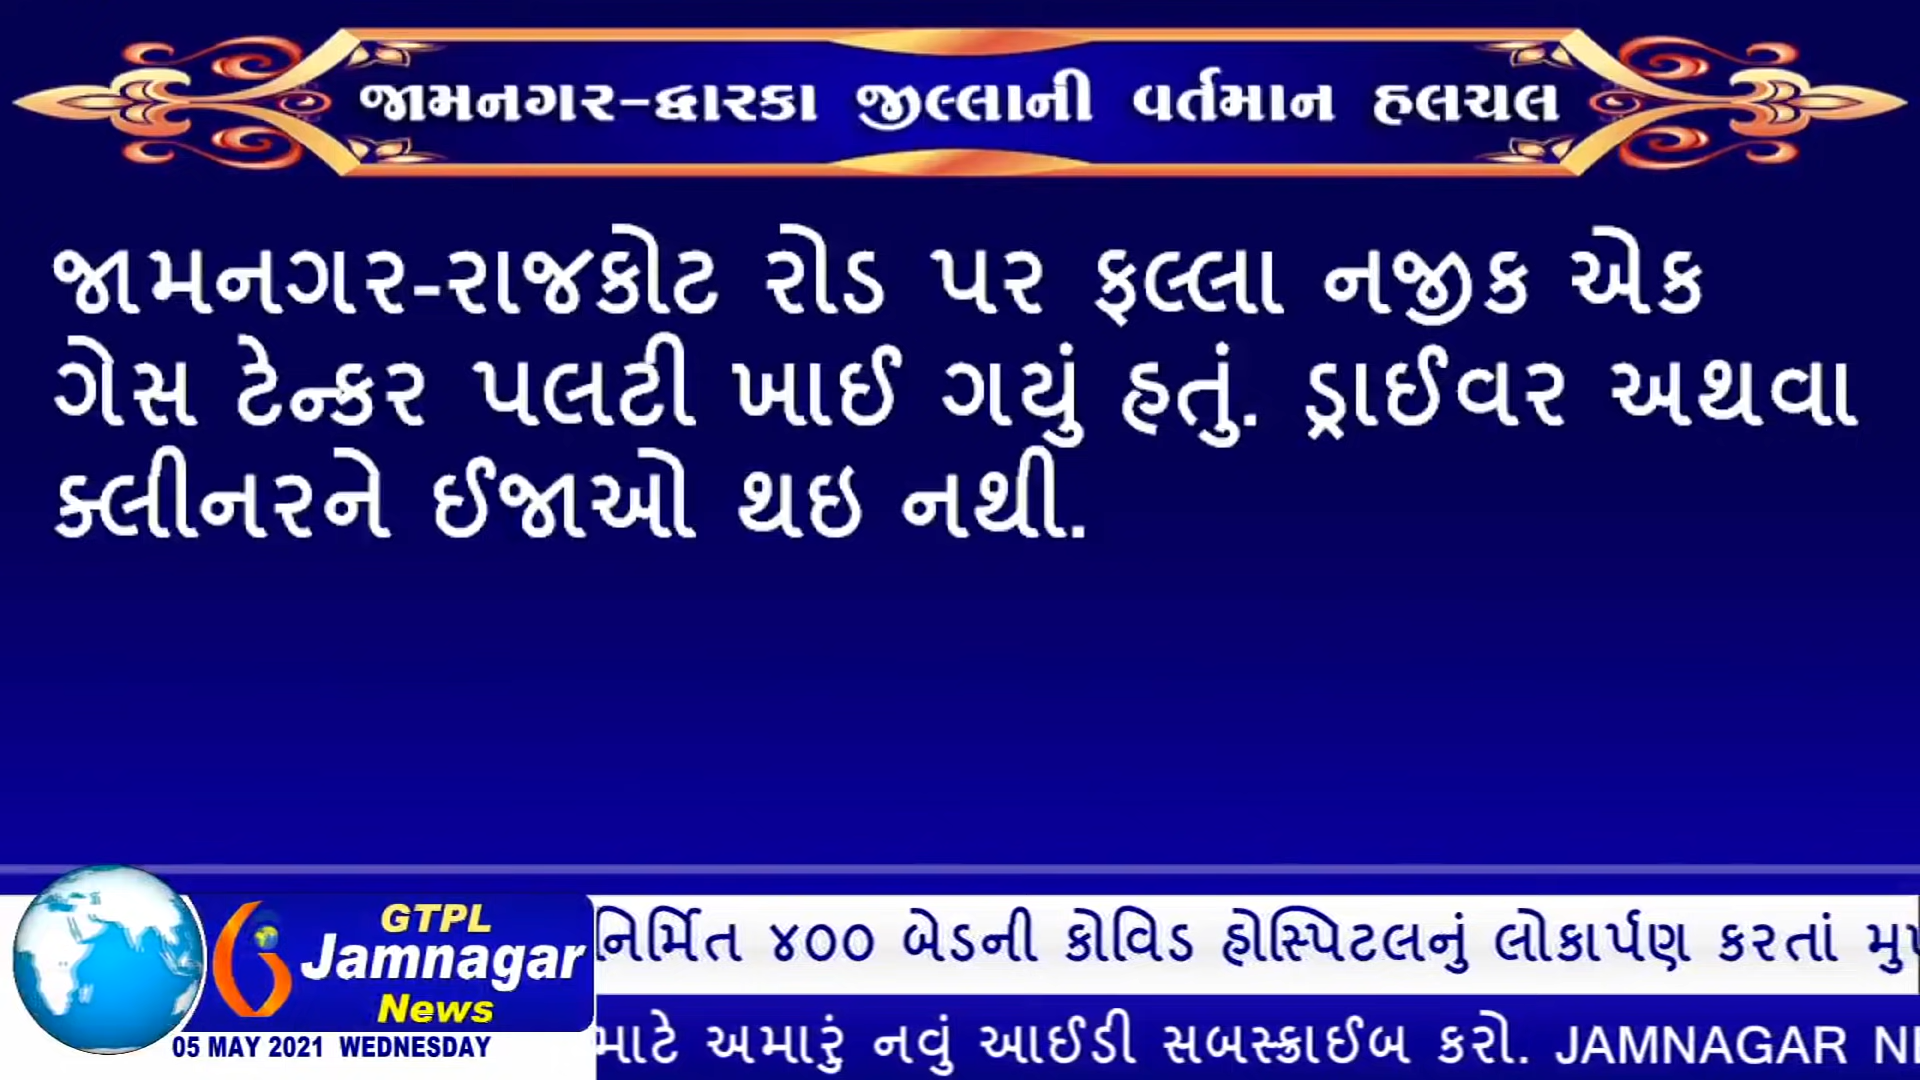 જામનગર-દ્વારકા જીલ્લાની વર્તમાન હલચલ
જામનગર-રાજકોટ રોડ પર ફલ્લા નજીક એક
ગેસ ટેન્કર પલટી ખાઈ ગયું હતું. ડ્રાઈવર અથવા
ક્લીનરને ઈજાઓ થઇ નથી.
GTPL
Jamnagar
News
05 MAY 2021 WEDNESDAY
નિર્મિત ૪૦૦ બેડની કોવિડ હોસ્પિટલનું લોકાર્પણ કરતાં
માટે અમારું નવું આઈડી સબસ્ક્રાઈબ કરો. JAMNAGAR